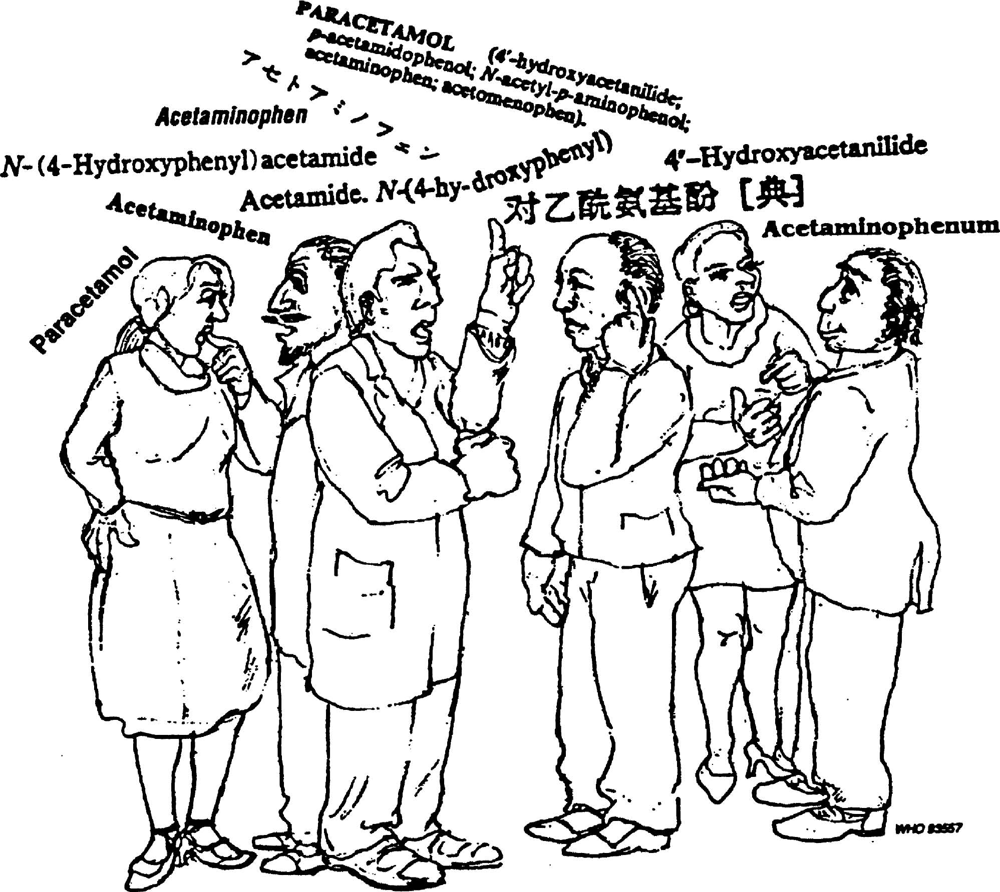 PARACETAMOL (4'-hydroxyacetanilide;
p-acetamidophenol; N-acetyl-p-aminophenol;
acetaminophen; acetomenophen).
アセトアミノフェン
Acetaminophen
N-(4-Hydroxyphenyl)acetamide
4'-Hydroxyacetanilide
Acetamide. N-(4-hy-droxyphenyl)
对乙酰氨基酚 [典]
Acetaminophen
Acetaminophenum
Paracetamol
WHO 83557